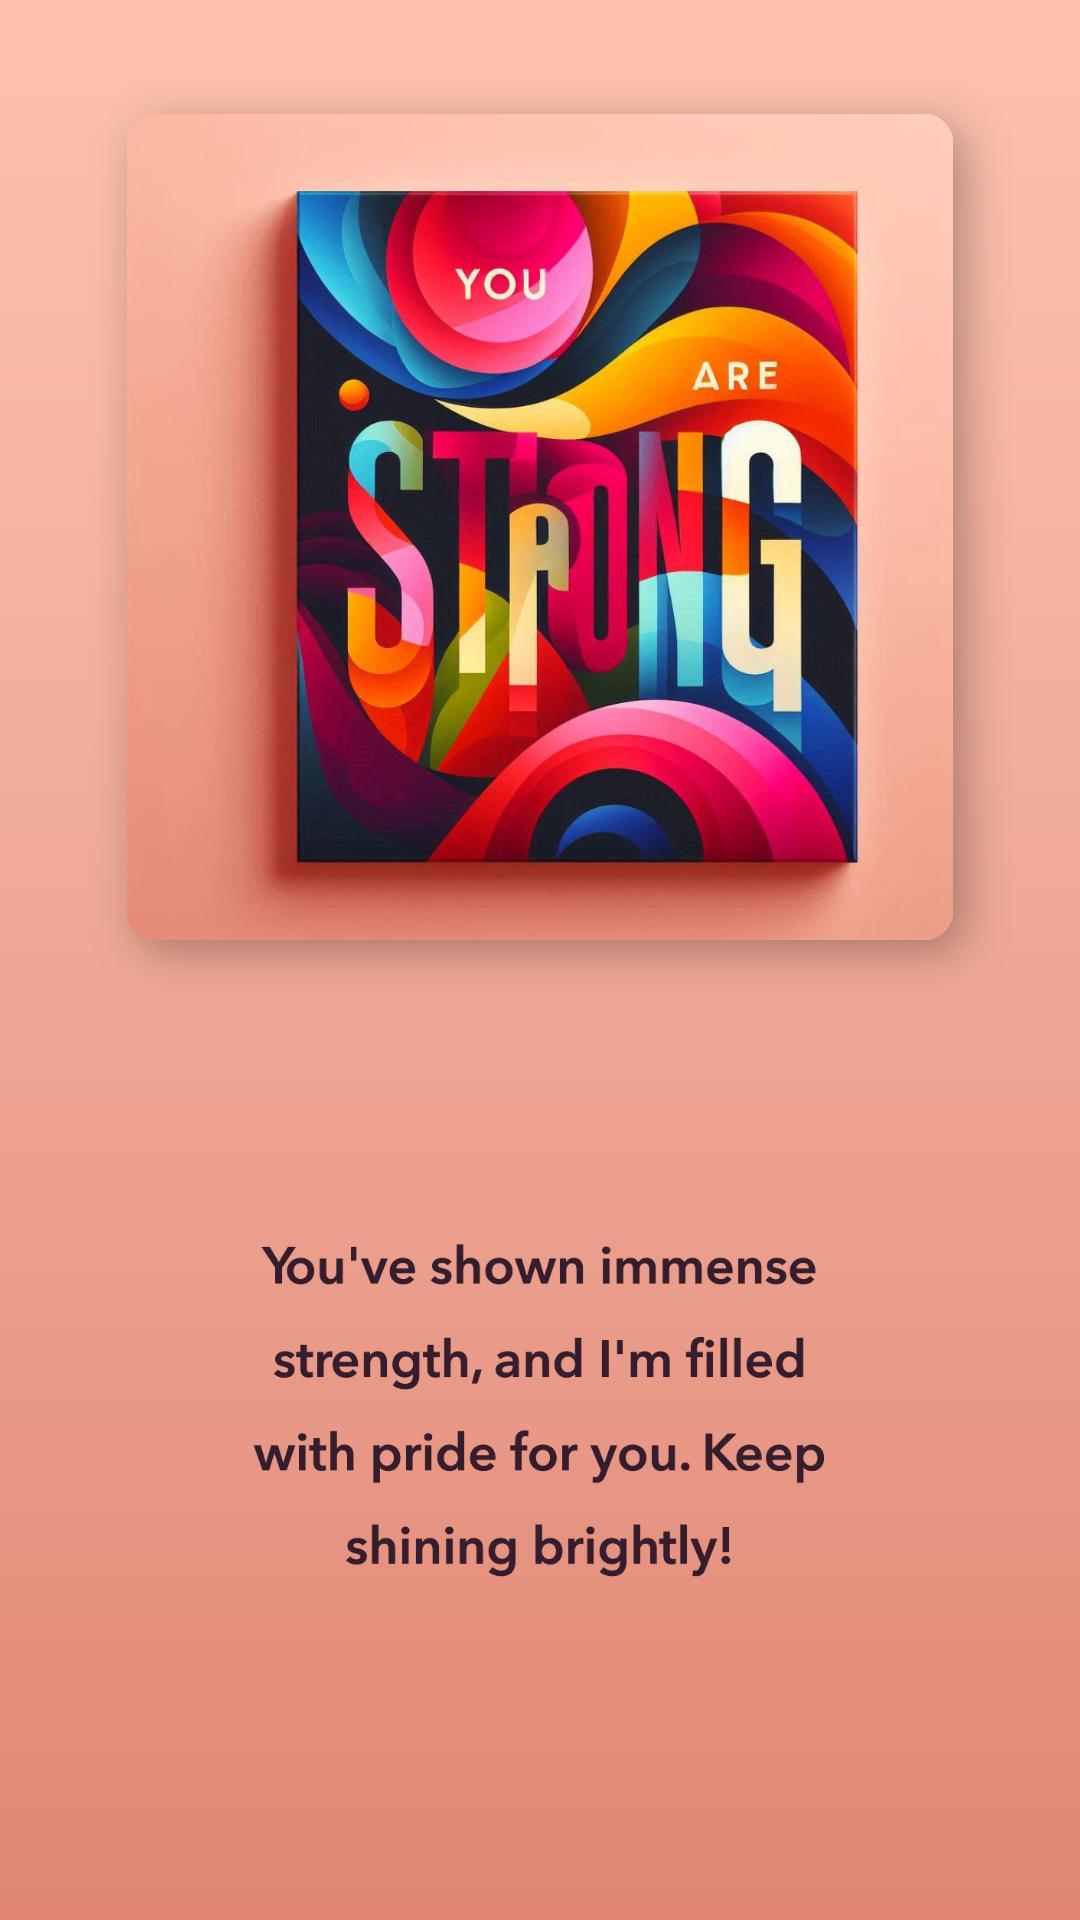 YOU
ARE
STRONG
You've shown immense
strength, and I'm filled
with pride for you. Keep
shining brightly!